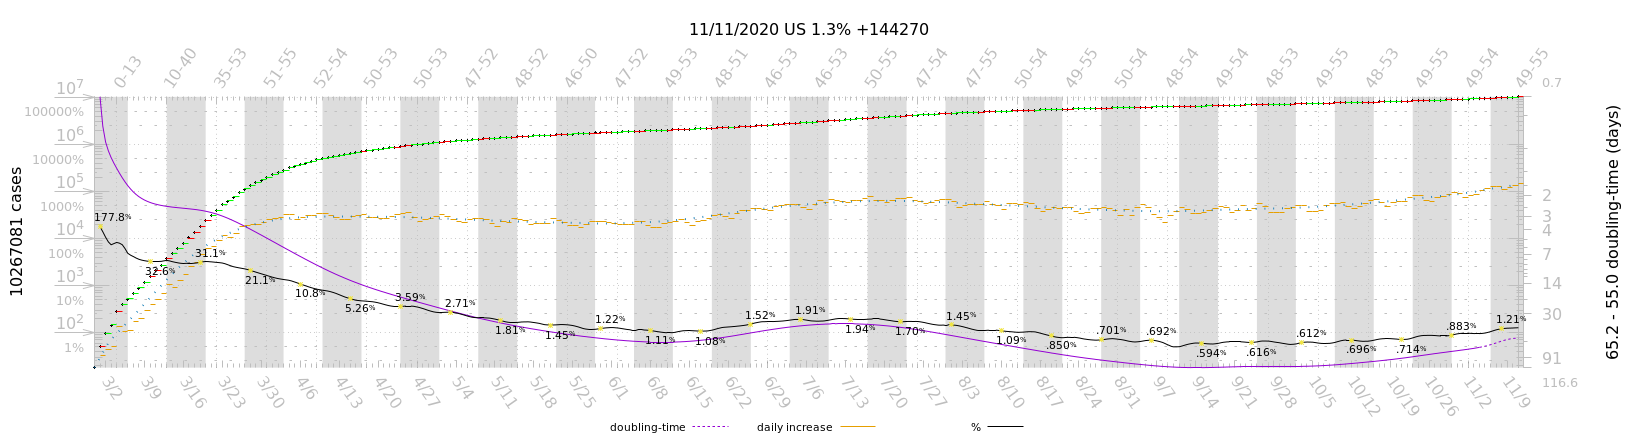 11/11/2020 US 1.3% +144270
0-13 10-40 35-53 51-55 52-54 50-53 50-53 47-52 48-52 46-50 47-52 49-53 48-51 46-53 46-53 50-55 47-54 47-55 50-54 49-55 50-54 48-54 49-54 48-53 49-55 48-53 49-55 49-54 49-55
10⁷ 0.7
100000%
10⁶
10000%
10⁵
1000% 2
177.8% 3
10⁴ 4
100% 31.1% 7
32.6%
10³ 21.1% 14
10% 10.8% 3.59%
5.26% 2.71% 1.22% 1.52% 1.91% 1.45% 30
10² 1.81% 1.45% 1.11% 1.08% 1.94% 1.70% 1.09% .850% .701% .692% .594% .616% .612% .696% .714% .883% 1.21%
1% 91
116.6
10267081 cases
65.2 - 55.0 doubling-time (days)
3/2 3/9 3/16 3/23 3/30 4/6 4/13 4/20 4/27 5/4 5/11 5/18 5/25 6/1 6/8 6/15 6/22 6/29 7/6 7/13 7/20 7/27 8/3 8/10 8/17 8/24 8/31 9/7 9/14 9/21 9/28 10/5 10/12 10/19 10/26 11/2 11/9
doubling-time daily increase %